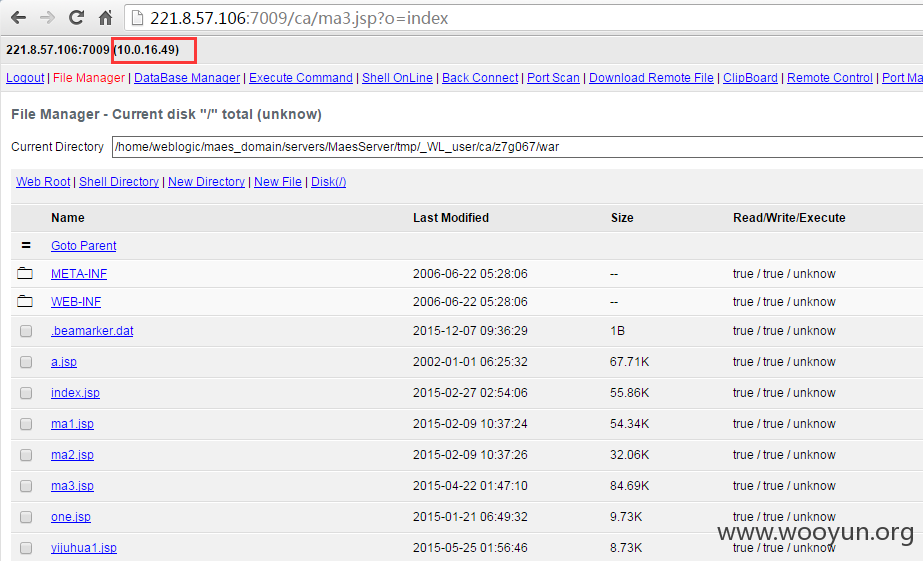 221.8.57.106:7009/ca/ma3.jsp?o=index
221.8.57.106:7009 (10.0.16.49)
Logout | File Manager | DataBase Manager | Execute Command | Shell OnLine | Back Connect | Port Scan | Download Remote File | ClipBoard | Remote Control | Port Ma
File Manager - Current disk "/" total (unknow)
Current Directory /home/weblogic/maes_domain/servers/MaesServer/tmp/_WL_user/ca/z7g067/war
Web Root | Shell Directory | New Directory | New File | Disk(/)
Name Last Modified Size Read/Write/Execute
= Goto Parent
META-INF 2006-06-22 05:28:06 -- true / true / unknow
WEB-INF 2006-06-22 05:28:06 -- true / true / unknow
.beamarker.dat 2015-12-07 09:36:29 1B true / true / unknow
a.jsp 2002-01-01 06:25:32 67.71K true / true / unknow
index.jsp 2015-02-27 02:54:06 55.86K true / true / unknow
ma1.jsp 2015-02-09 10:37:24 54.34K true / true / unknow
ma2.jsp 2015-02-09 10:37:26 32.06K true / true / unknow
ma3.jsp 2015-04-22 01:47:10 84.69K true / true / unknow
one.jsp 2015-01-21 06:49:32 9.73K true / true / unknow
www.wooyun.org
yijuhua1.jsp 2015-05-25 01:56:46 8.73K true / true / unknow